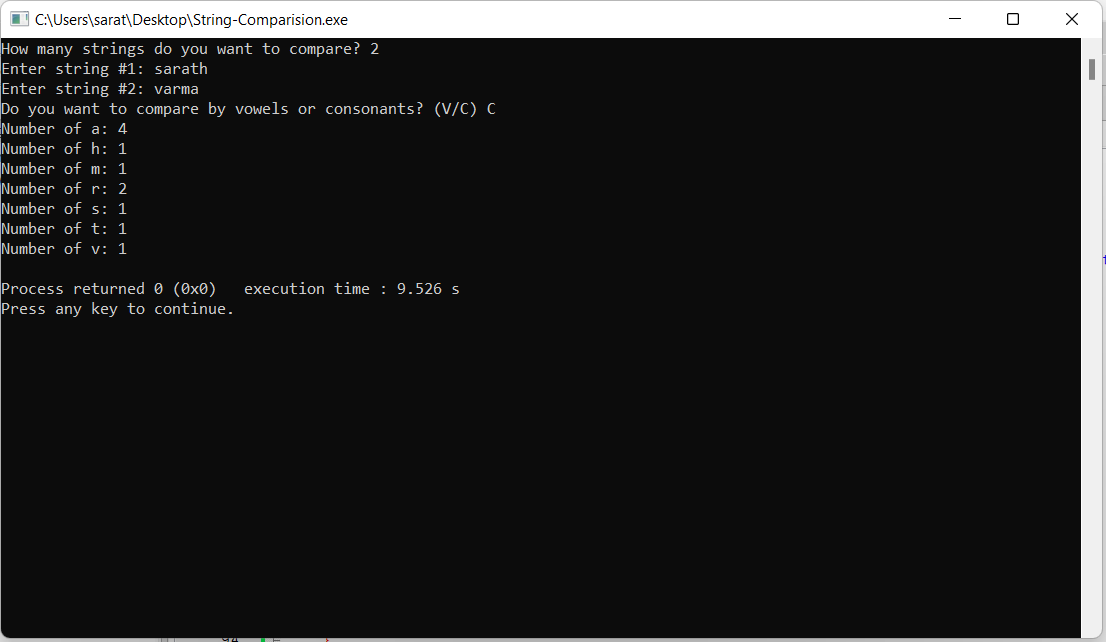 C:\Users\sarat\Desktop\String-Comparision.exe
How many strings do you want to compare? 2
Enter string #1: sarath
Enter string #2: varma
Do you want to compare by vowels or consonants? (V/C) C
Number of a: 4
Number of h: 1
Number of m: 1
Number of r: 2
Number of s: 1
Number of t: 1
Number of v: 1
Process returned 0 (0x0)   execution time : 9.526 s
Press any key to continue.